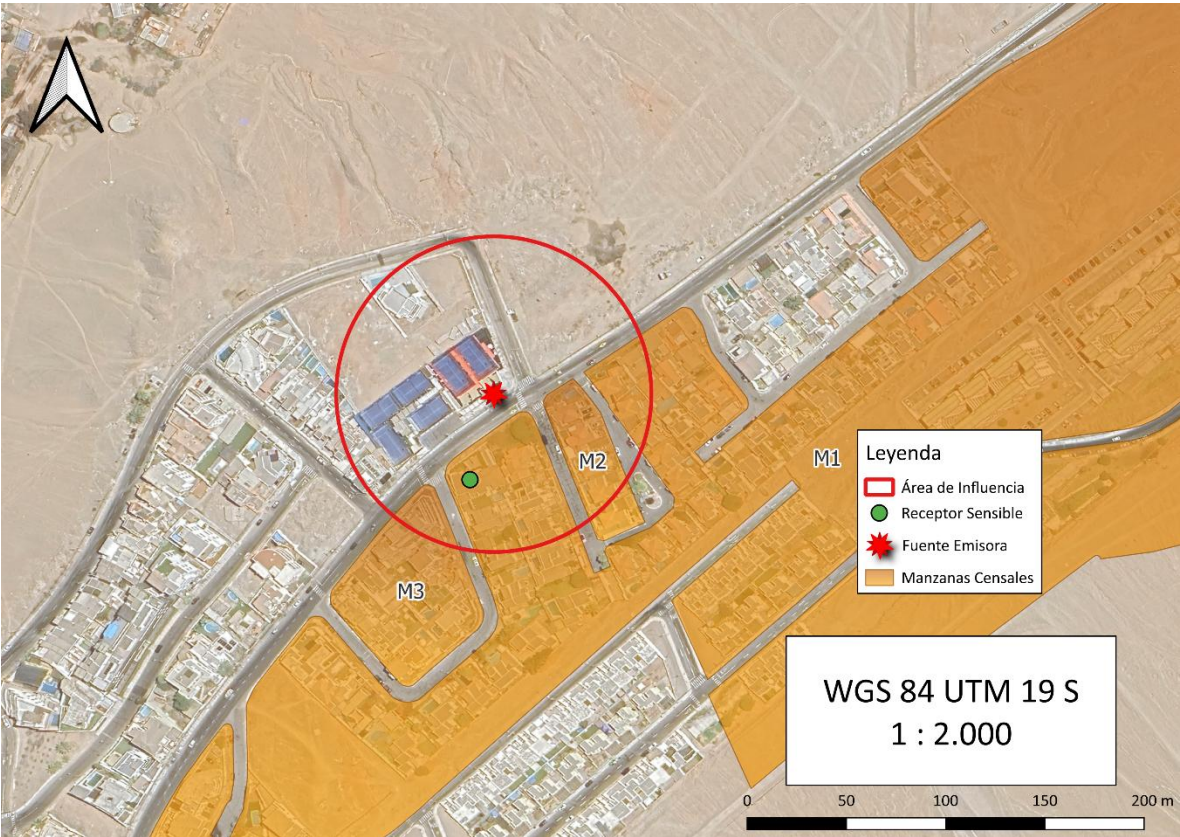 M2
M1
M3
Leyenda
Área de Influencia
Receptor Sensible
Fuente Emisora
Manzanas Censales
WGS 84 UTM 19 S
1 : 2.000
0 50 100 150 200 m